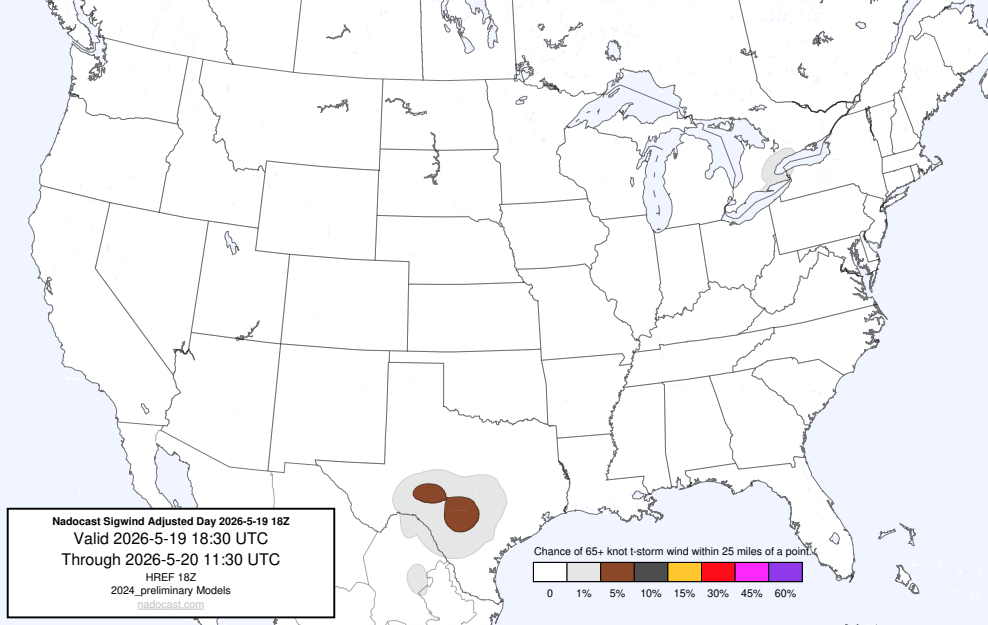 Nadocast Sigwind Adjusted Day 2026-5-19 18Z
Valid 2026-5-19 18:30 UTC
Through 2026-5-20 11:30 UTC
HREF 18Z
2024_preliminary Models
nadocast.com
Chance of 65+ knot t-storm wind within 25 miles of a point.
0 1% 5% 10% 15% 30% 45% 60%